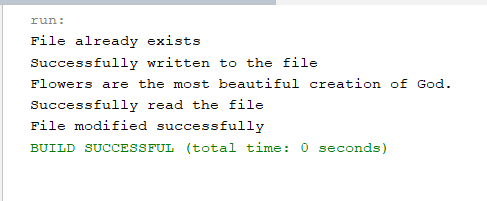 run:
File already exists
Successfully written to the file
Flowers are the most beautiful creation of God.
Successfully read the file
File modified successfully
BUILD SUCCESSFUL (total time: 0 seconds)